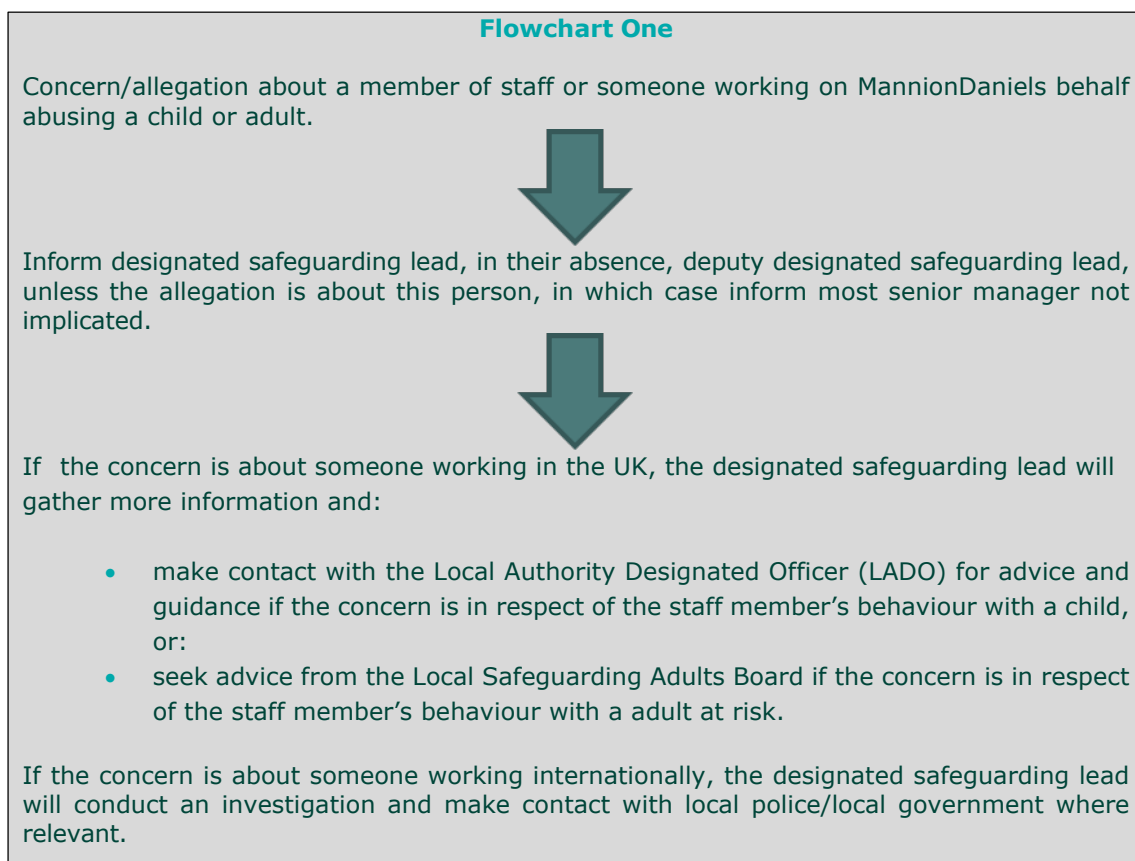 Flowchart One
Concern/allegation about a member of staff or someone working on MannionDaniels behalf
abusing a child or adult.
Inform designated safeguarding lead, in their absence, deputy designated safeguarding lead,
unless the allegation is about this person, in which case inform most senior manager not
implicated.
If the concern is about someone working in the UK, the designated safeguarding lead will
gather more information and:
• make contact with the Local Authority Designated Officer (LADO) for advice and
guidance if the concern is in respect of the staff member's behaviour with a child,
or:
• seek advice from the Local Safeguarding Adults Board if the concern is in respect
of the staff member's behaviour with a adult at risk.
If the concern is about someone working internationally, the designated safeguarding lead
will conduct an investigation and make contact with local police/local government where
relevant.